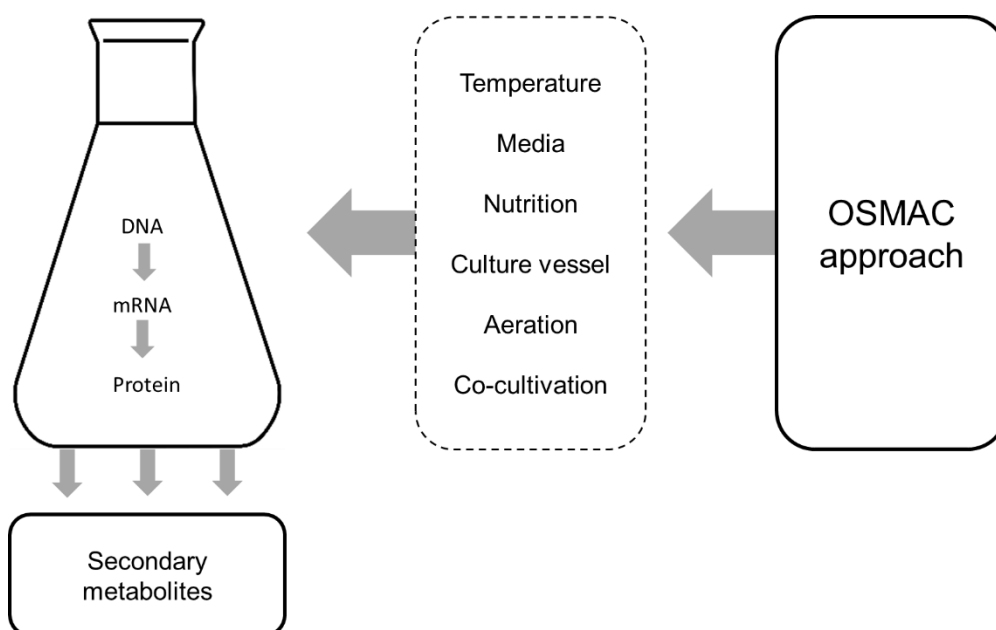 DNA
mRNA
Protein
Secondary
metabolites
Temperature
Media
Nutrition
Culture vessel
Aeration
Co-cultivation
OSMAC
approach